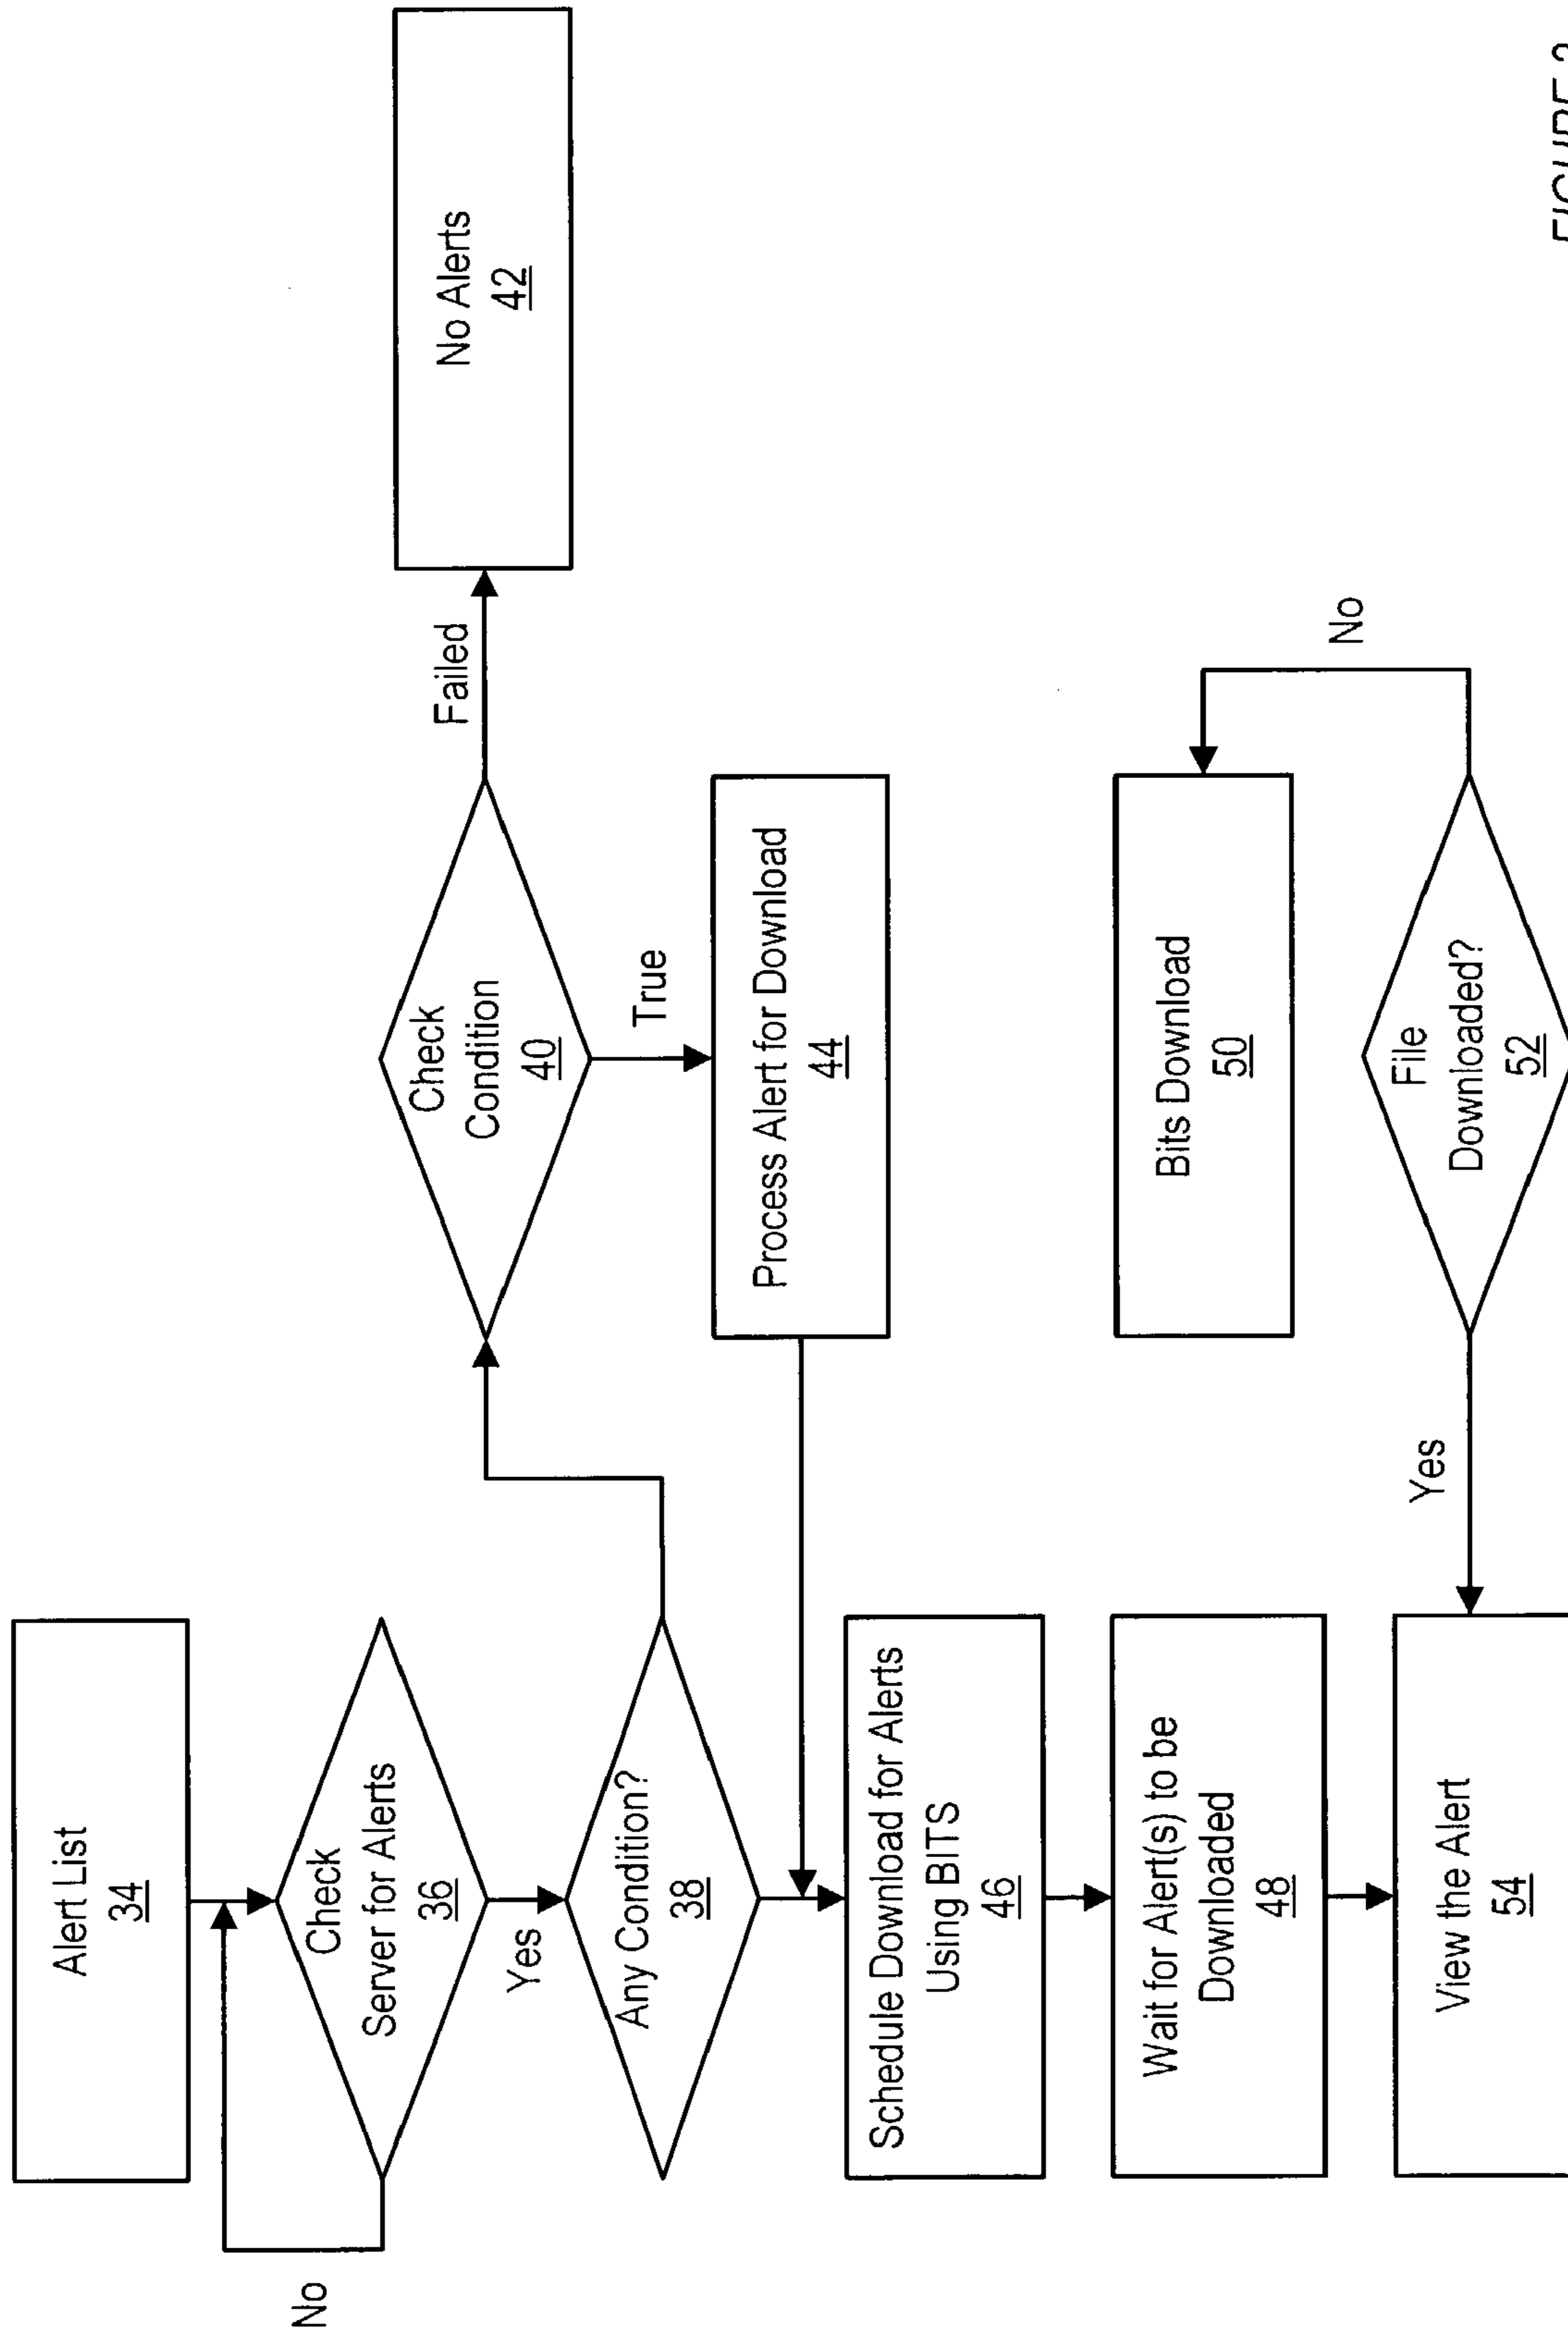 Alert List
34
No
Check
Server for Alerts
36
Yes
Any Condition?
38
Check
Condition
40
Failed
No Alerts
42
True
Process Alert for Download
44
Schedule Download for Alerts
Using BITS
46
Wait for Alert(s) to be
Downloaded
48
Bits Download
50
No
File
Downloaded?
52
Yes
View the Alert
54
FIGURE